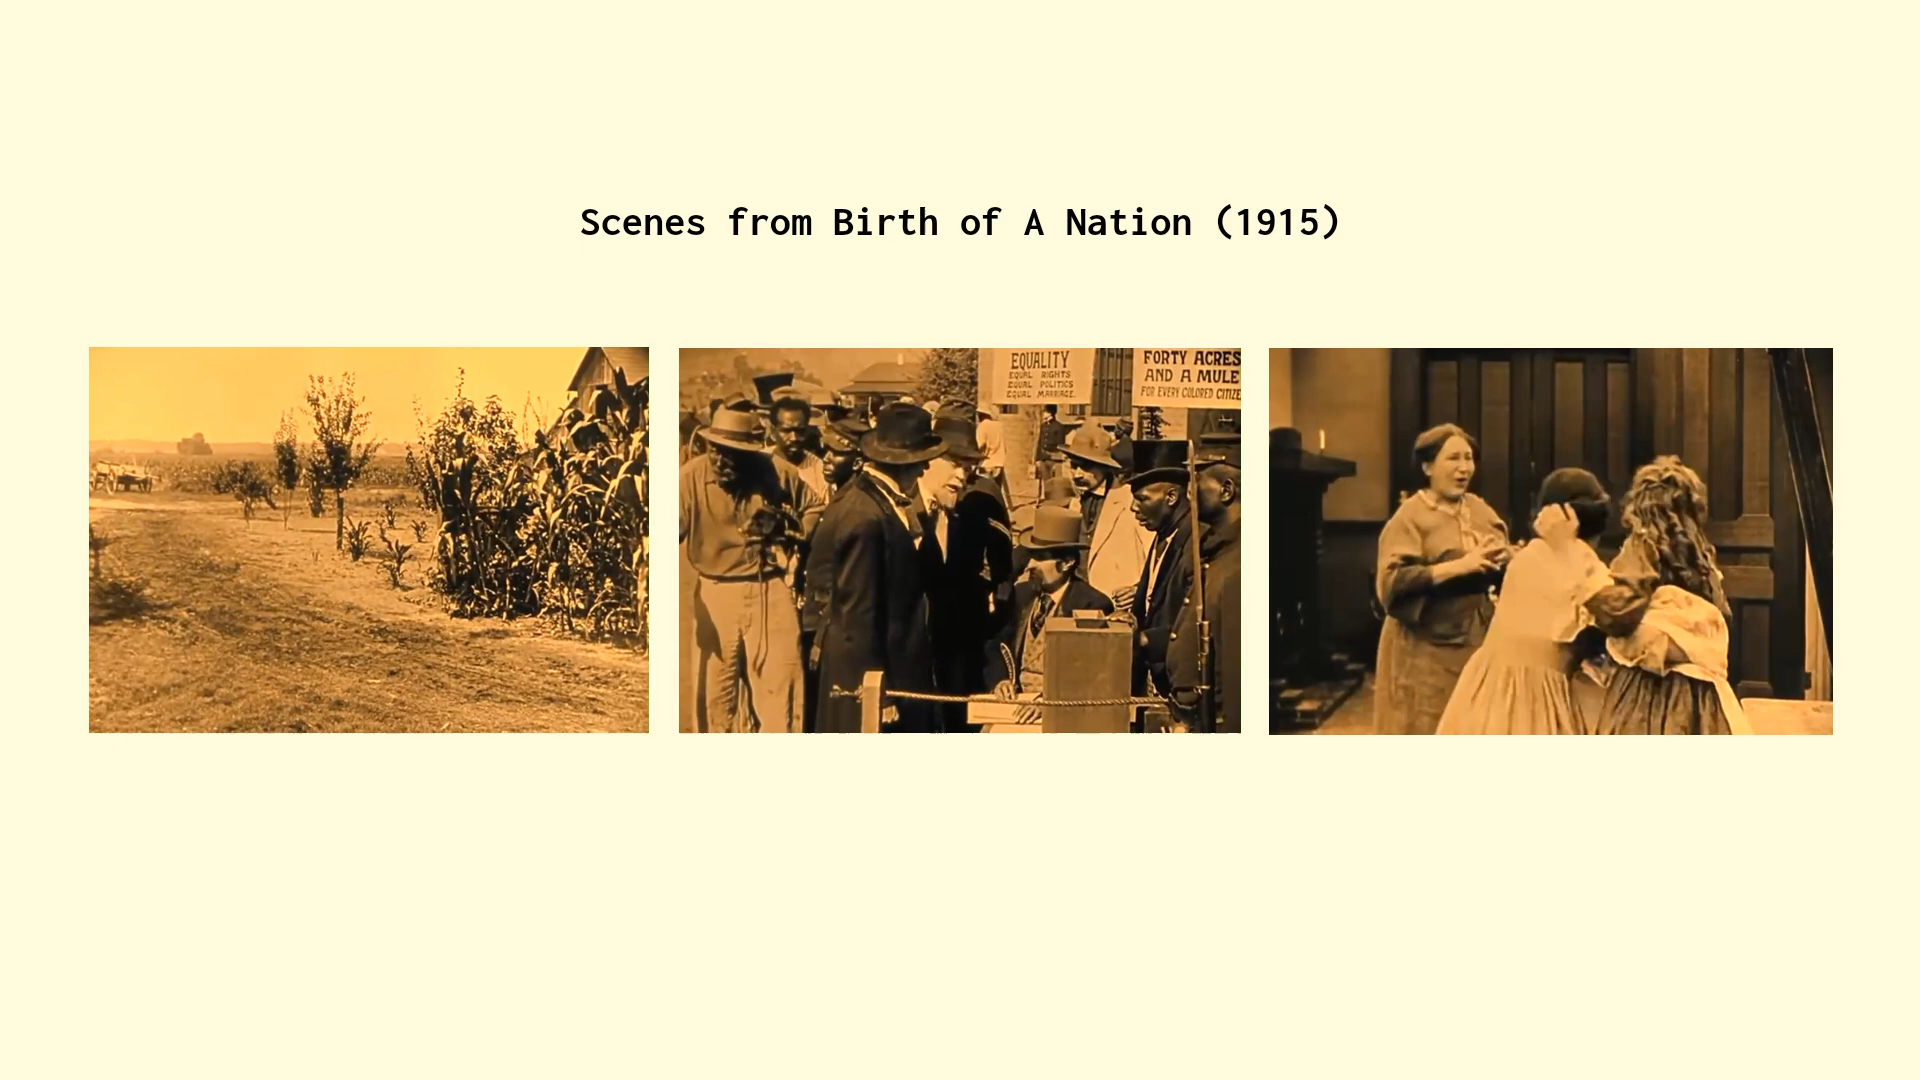 Scenes from Birth of A Nation (1915)
EQUALITY
EQUAL RIGHTS
EQUAL POLITICS
EQUAL MARRIAGE.
FORTY ACRES
AND A MULE
FOR EVERY COLORED CITIZE